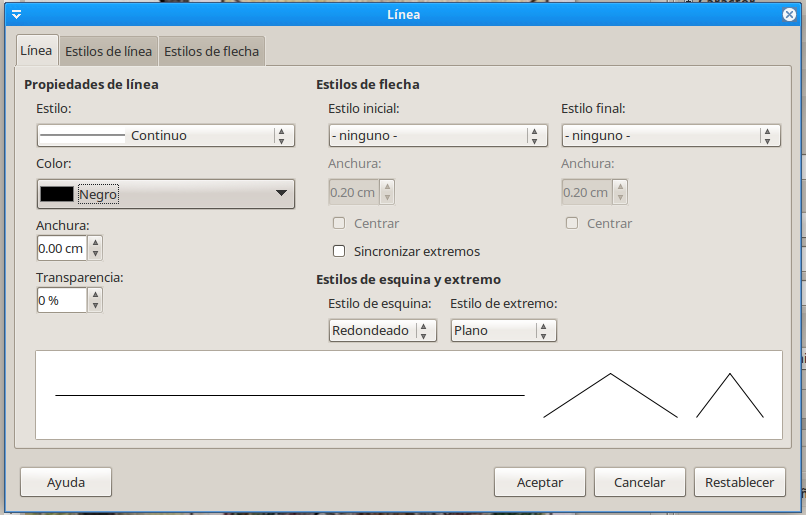 Línea
Línea Estilos de línea Estilos de flecha
Propiedades de línea
Estilo:
Continuo
Color:
Negro
Anchura:
0.00 cm
Transparencia:
0 %
Estilos de flecha
Estilo inicial: Estilo final:
- ninguno - - ninguno -
Anchura: Anchura:
0.20 cm 0.20 cm
Centrar Centrar
Sincronizar extremos
Estilos de esquina y extremo
Estilo de esquina: Estilo de extremo:
Redondeado Plano
Ayuda Aceptar Cancelar Restablecer